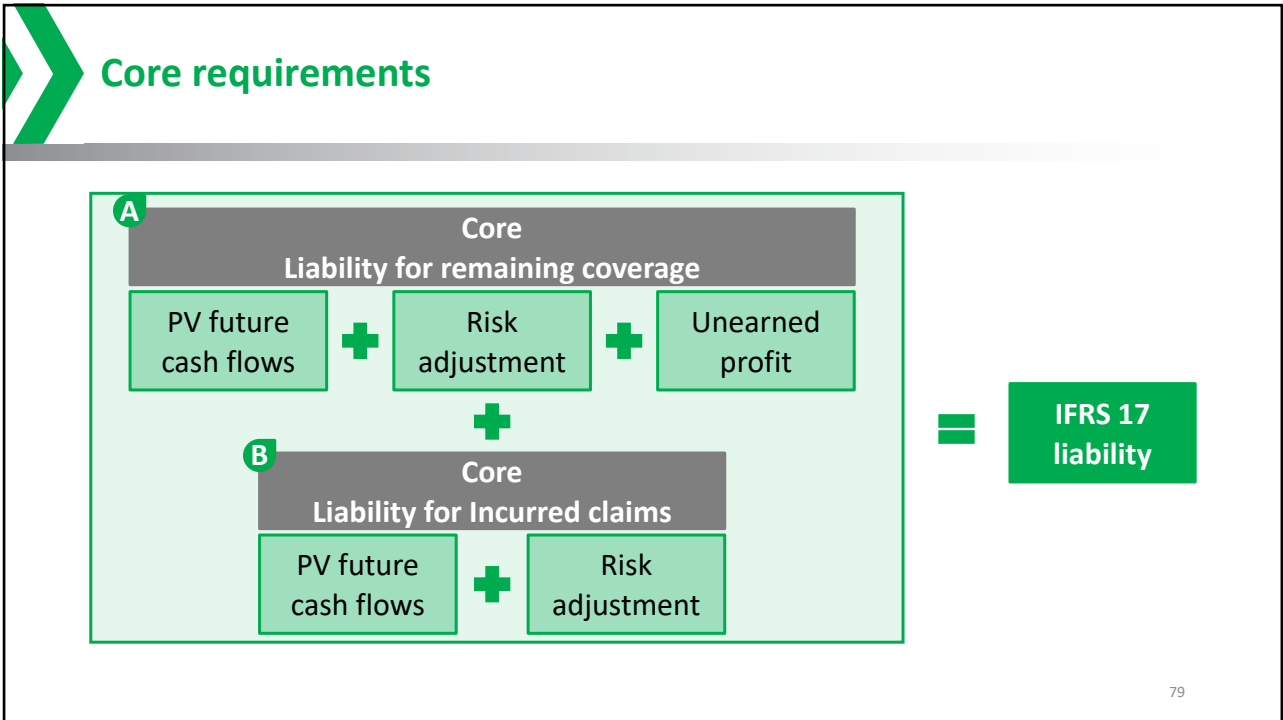 Core requirements
A
Core
Liability for remaining coverage
PV future
cash flows
Risk
adjustment
Unearned
profit
B
Core
Liability for Incurred claims
PV future
cash flows
Risk
adjustment
IFRS 17
liability
79